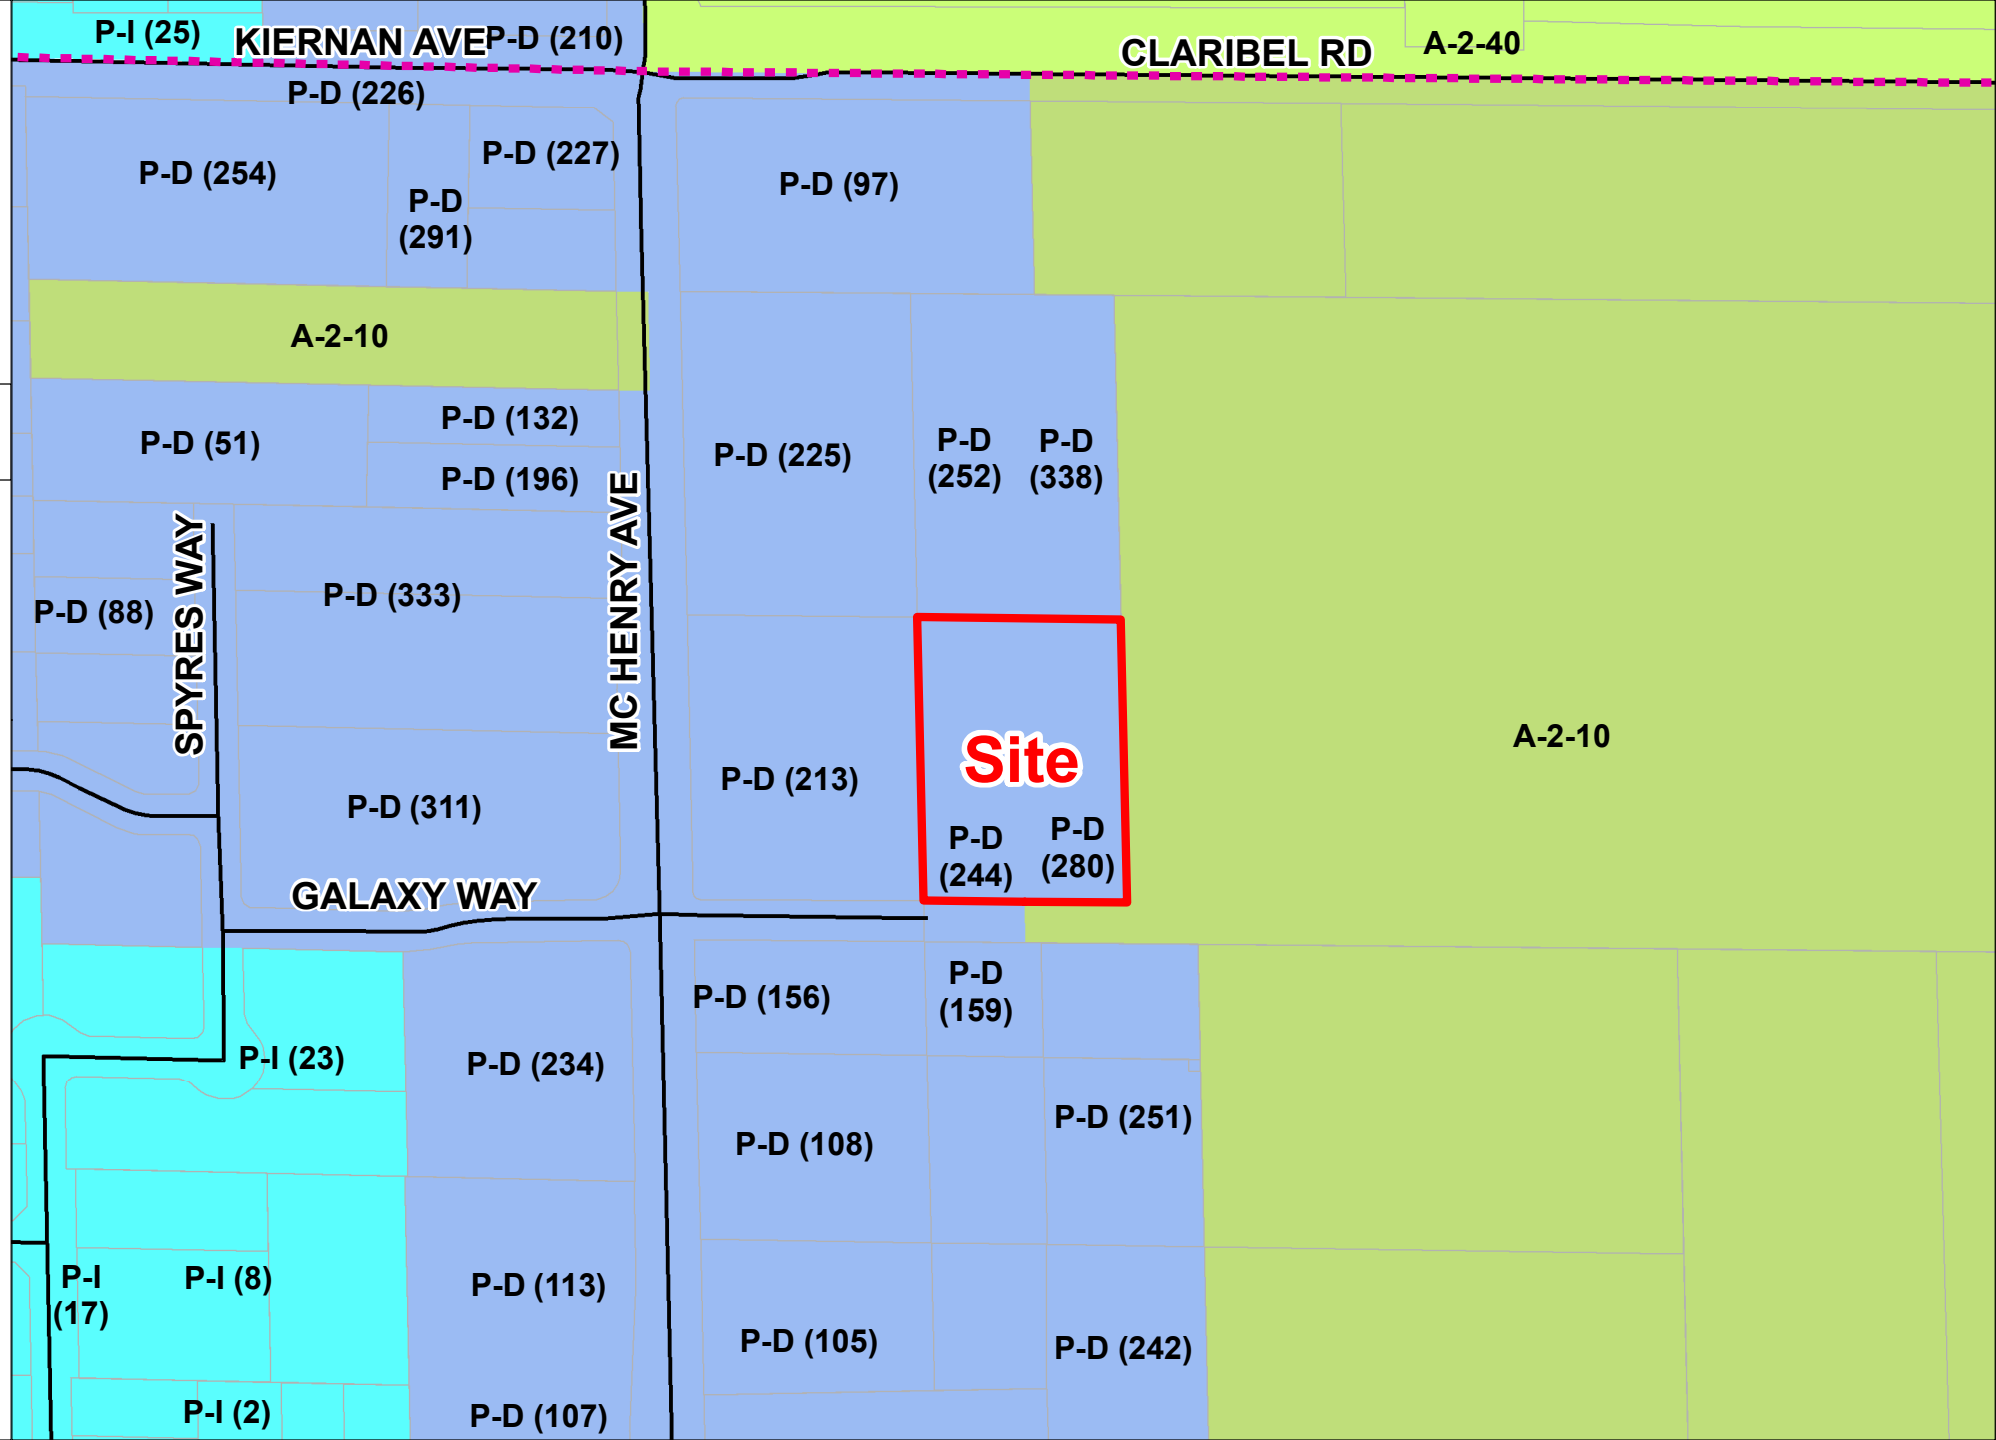 P-I (25)
KIERNAN AVE
P-D (210)
CLARIBEL RD
A-2-40
P-D (226)
P-D (254)
P-D
(291)
P-D (227)
P-D (97)
A-2-10
P-D (51)
P-D (132)
P-D (196)
P-D (225)
P-D
(252)
P-D
(338)
SPYRES WAY
MC HENRY AVE
P-D (88)
P-D (333)
P-D (311)
P-D (213)
Site
P-D
(244)
P-D
(280)
A-2-10
GALAXY WAY
P-D (156)
P-D
(159)
P-I (23)
P-D (234)
P-D (108)
P-D (251)
P-I
(17)
P-I (8)
P-D (113)
P-D (105)
P-D (242)
P-I (2)
P-D (107)